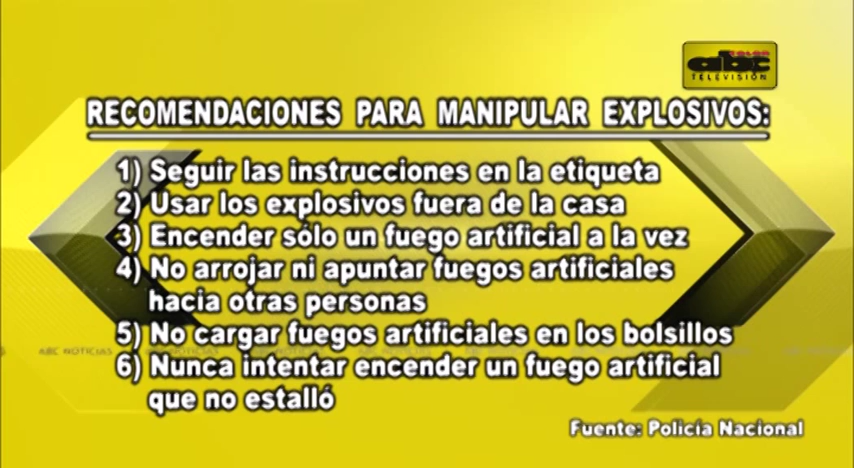 COLOR
abc
TELEVISIÓN
RECOMENDACIONES PARA MANIPULAR EXPLOSIVOS:
1) Seguir las instrucciones en la etiqueta
2) Usar los explosivos fuera de la casa
3) Encender sólo un fuego artificial a la vez
4) No arrojar ni apuntar fuegos artificiales
hacia otras personas
5) No cargar fuegos artificiales en los bolsillos
ABC NOTICIAS
6) Nunca intentar encender un fuego artificial
que no estalló
Fuente: Policía Nacional